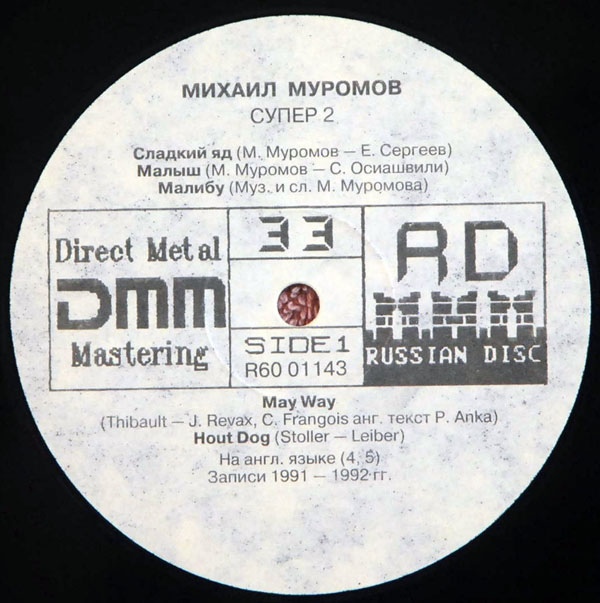 МИХАИЛ МУРОМОВ
СУПЕР 2
Сладкий яд (М. Муромов — Е. Сергеев)
Малыш (М. Муромов — С. Осиашвили)
Малибу (Муз. и сл. М. Муромова)
Direct Metal
DMM
Mastering
33
SIDE 1
R60 01143
RD
RUSSIAN DISC
May Way
(Thibault — J. Revax, C. Frangois анг. текст P. Anka)
Hout Dog (Stoller — Leiber)
На англ. языке (4, 5)
Записи 1991 — 1992 гг.